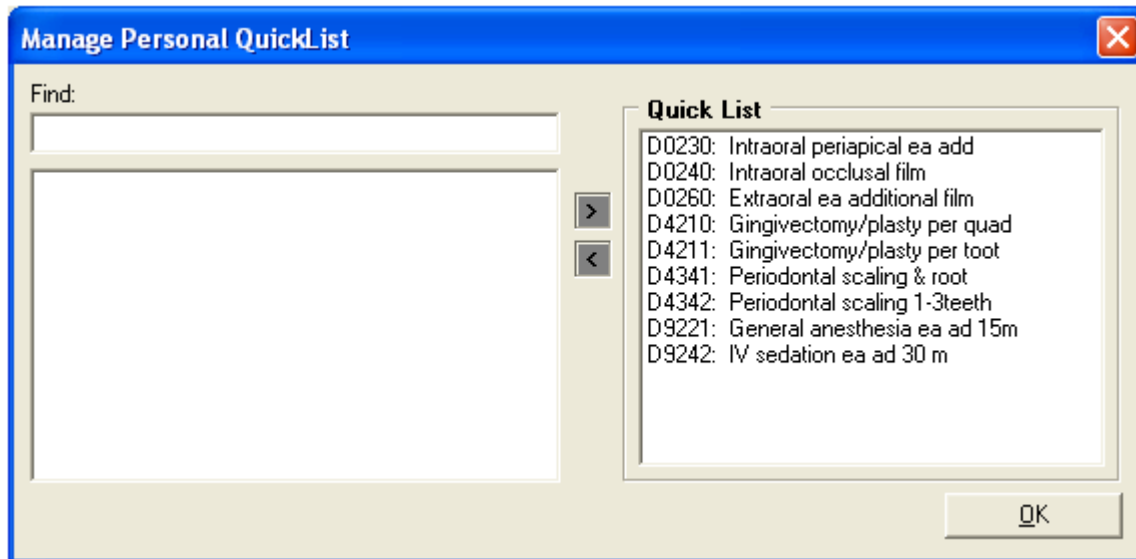 Manage Personal QuickList
Find:
Quick List
D0230: Intraoral periapical ea add
D0240: Intraoral occlusal film
D0260: Extraoral ea additional film
D4210: Gingivectomy/plasty per quad
D4211: Gingivectomy/plasty per toot
D4341: Periodontal scaling & root
D4342: Periodontal scaling 1-3teeth
D9221: General anesthesia ea ad 15m
D9242: IV sedation ea ad 30 m
>
<
OK